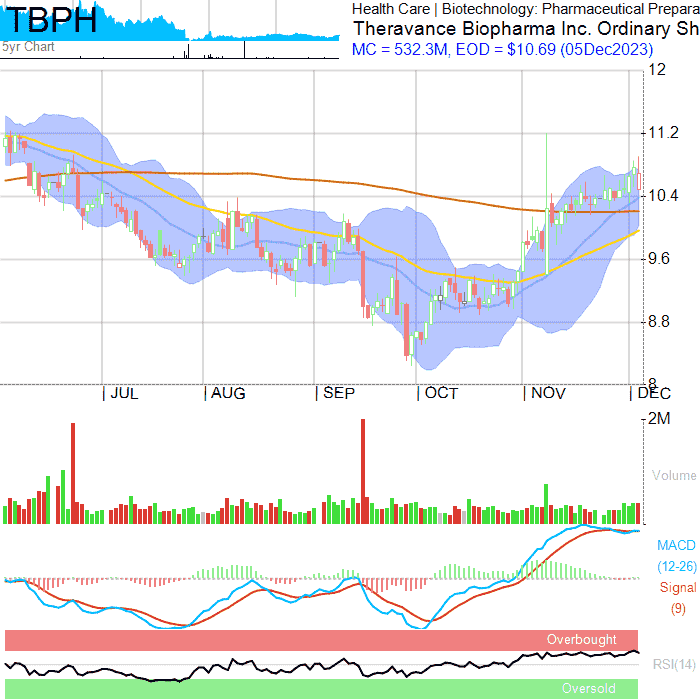 TBPH
5yr Chart
Health Care | Biotechnology: Pharmaceutical Prepara
Theravance Biopharma Inc. Ordinary Sh
MC = 532.3M, EOD = $10.69 (05Dec2023)
12
11.2
10.4
9.6
8.8
8
| JUL | AUG | SEP | OCT | NOV | DEC
2M
Volume
MACD
(12-26)
Signal
(9)
Overbought
RSI(14)
Oversold